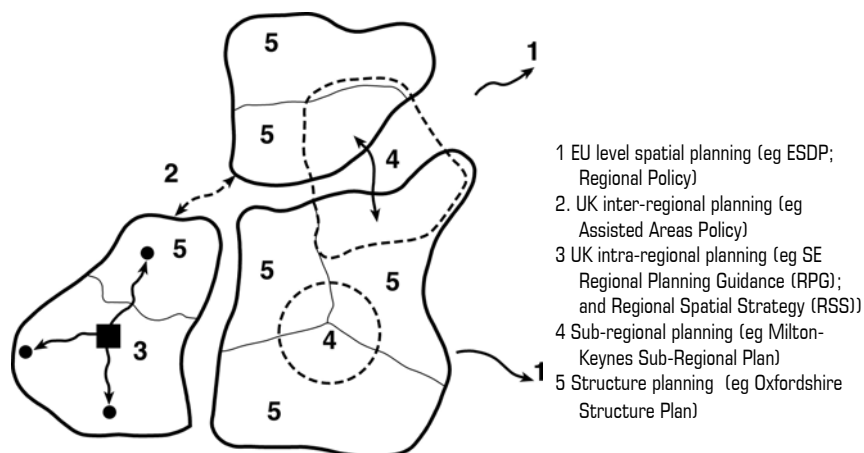 5
1
5
4
2
5
5
5
3
4
1
5
1 EU level spatial planning (eg ESDP;
Regional Policy)
2. UK inter-regional planning (eg
Assisted Areas Policy)
3 UK intra-regional planning (eg SE
Regional Planning Guidance (RPG);
and Regional Spatial Strategy (RSS))
4 Sub-regional planning (eg Milton-
Keynes Sub-Regional Plan)
5 Structure planning (eg Oxfordshire
Structure Plan)